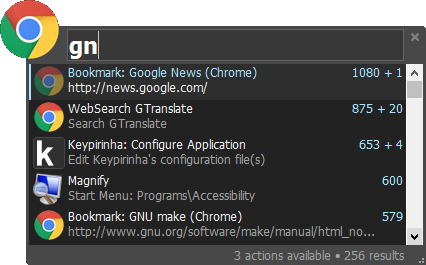 gn
Bookmark: Google News (Chrome) 1080 + 1
http://news.google.com/
WebSearch GTranslate 875 + 20
Search GTranslate
k
Keypirinha: Configure Application 653 + 4
Edit Keypirinha's configuration file(s)
Magnify 600
Start Menu: Programs\Accessibility
Bookmark: GNU make (Chrome) 579
http://www.gnu.org/software/make/manual/html_no...
3 actions available • 256 results